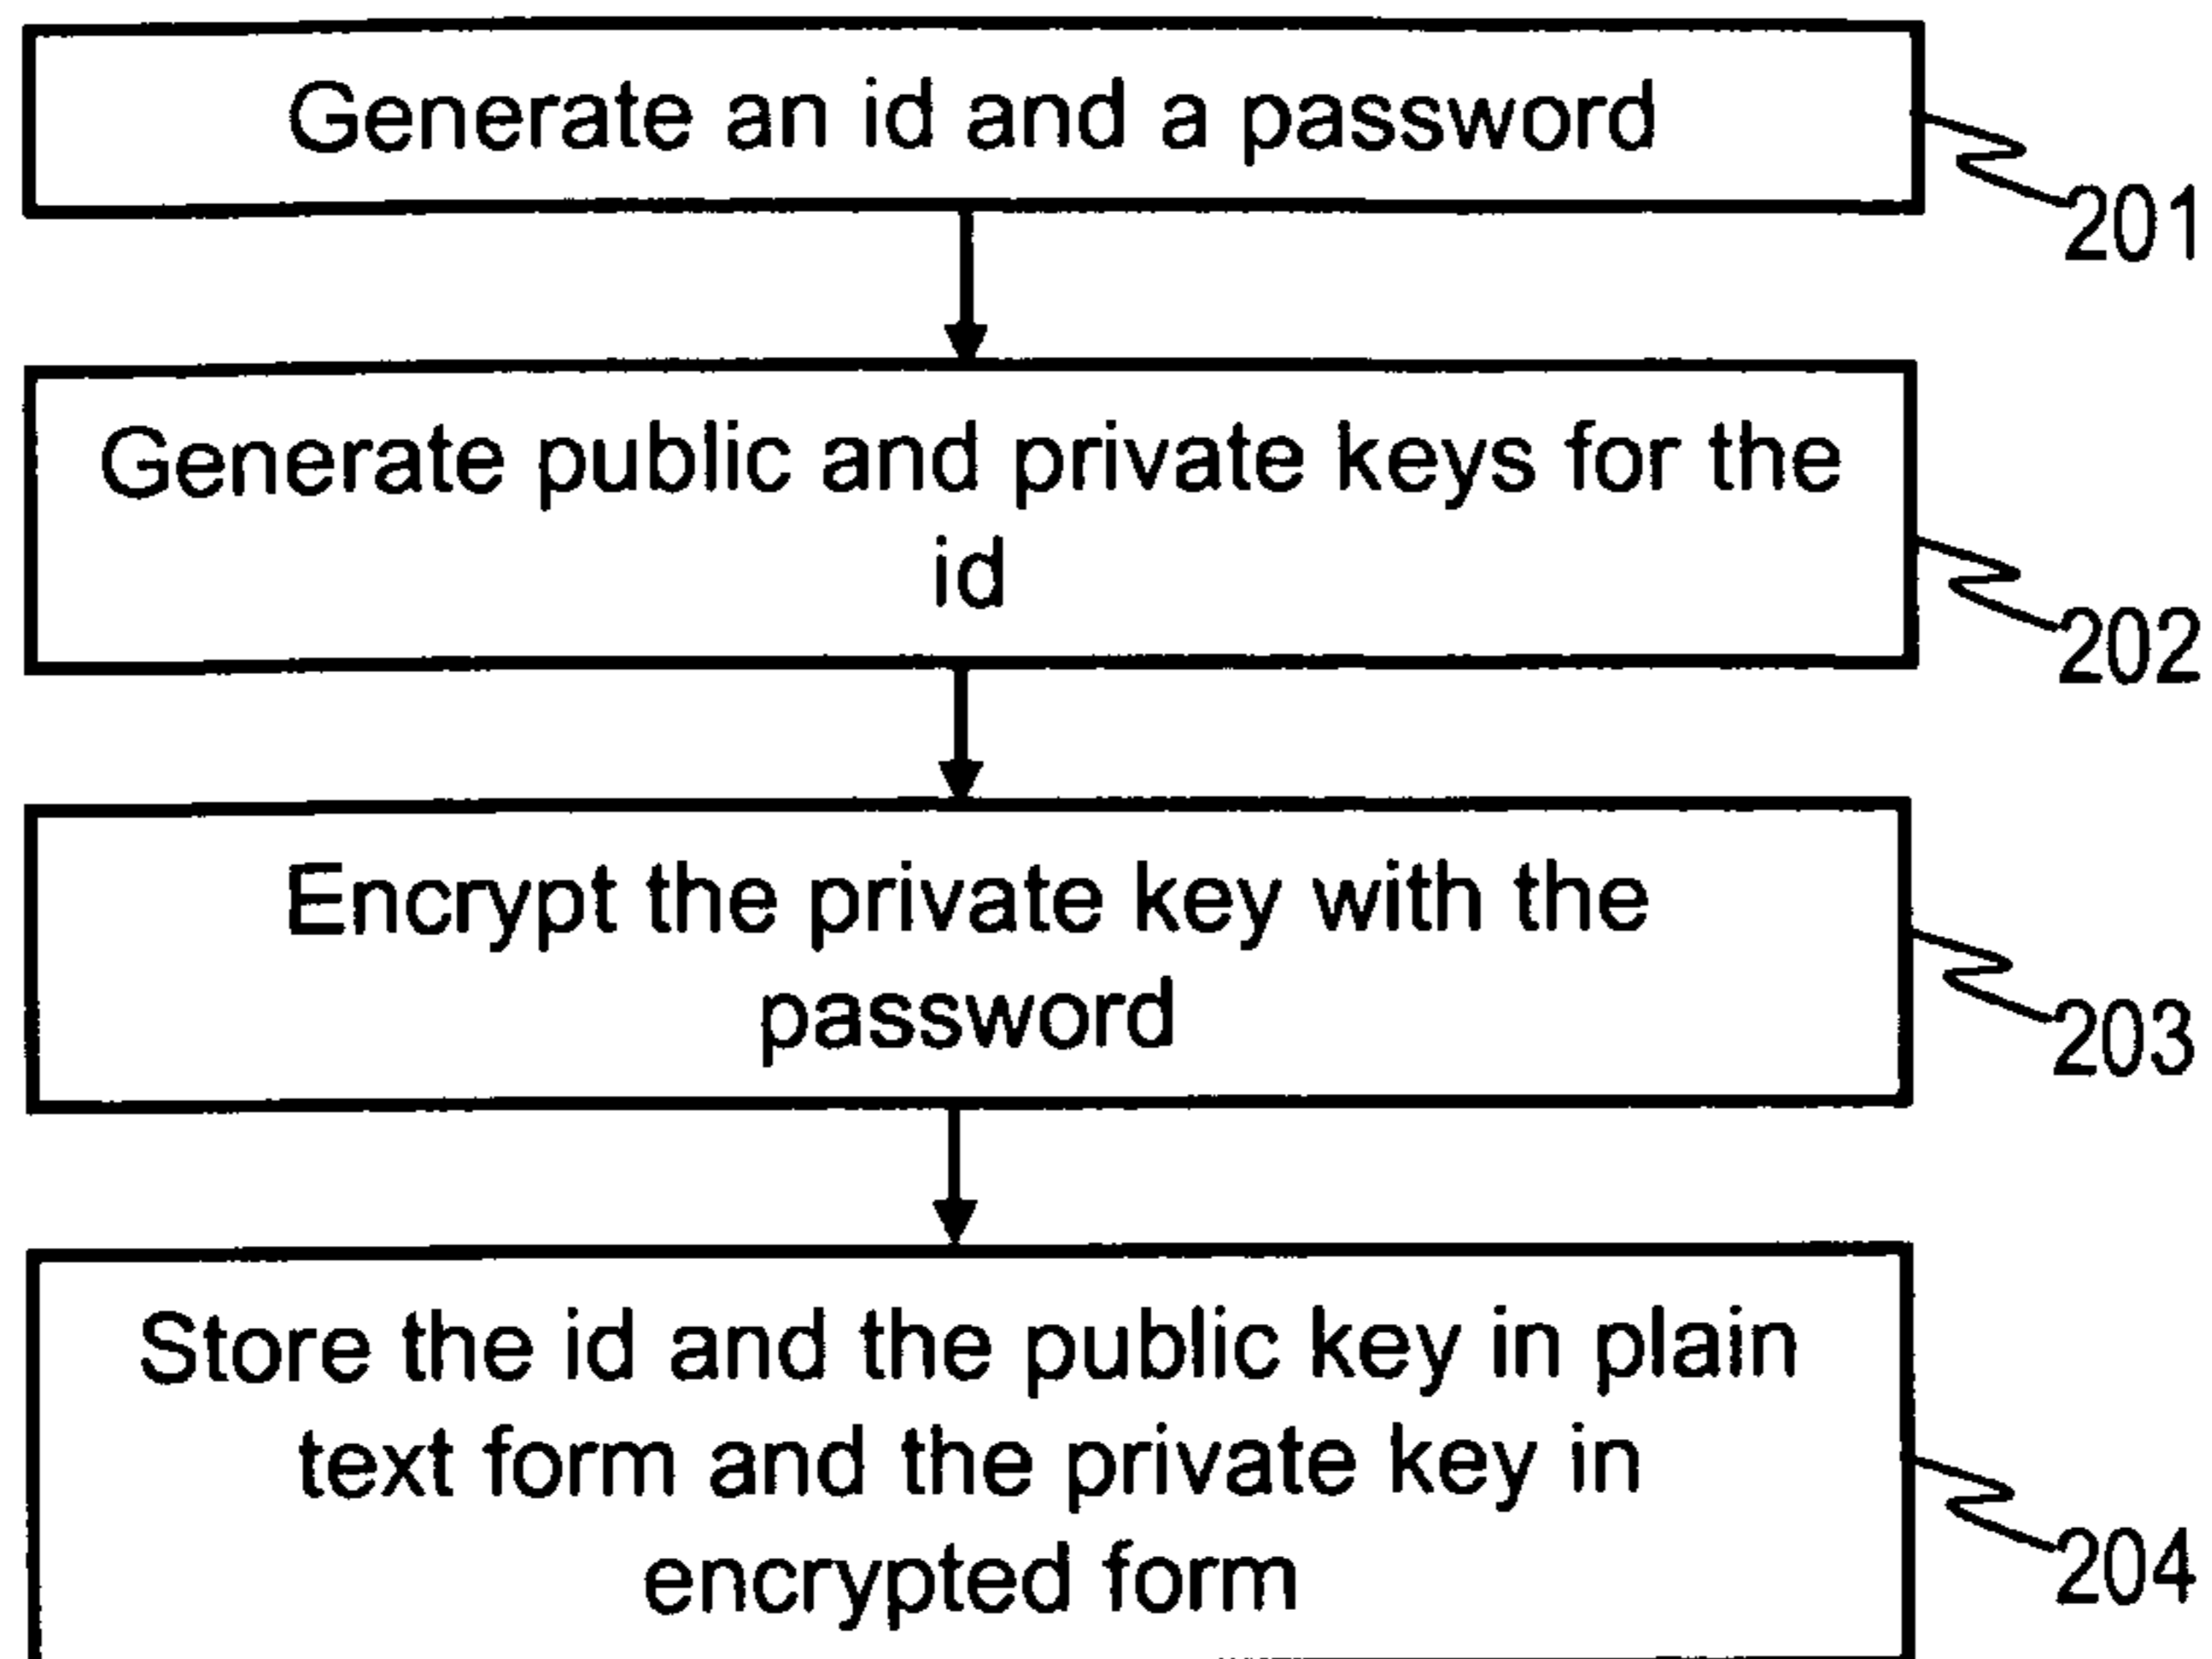 Generate an id and a password
201
Generate public and private keys for the
id
202
Encrypt the private key with the
password
203
Store the id and the public key in plain
text form and the private key in
encrypted form
204